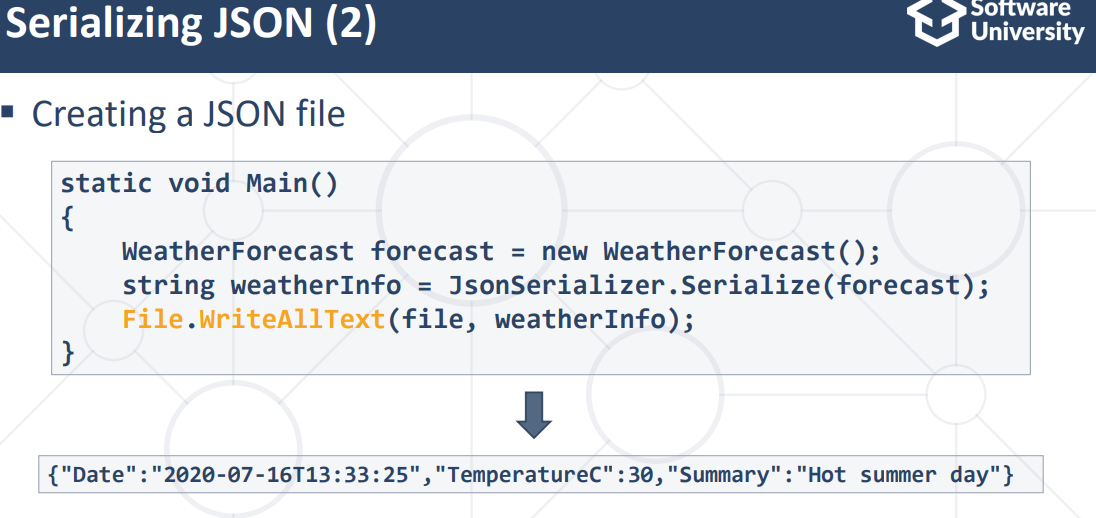 Serializing JSON (2)
Software
University
▪ Creating a JSON file
static void Main()
{
    WeatherForecast forecast = new WeatherForecast();
    string weatherInfo = JsonSerializer.Serialize(forecast);
    File.WriteAllText(file, weatherInfo);
}
{"Date":"2020-07-16T13:33:25","TemperatureC":30,"Summary":"Hot summer day"}